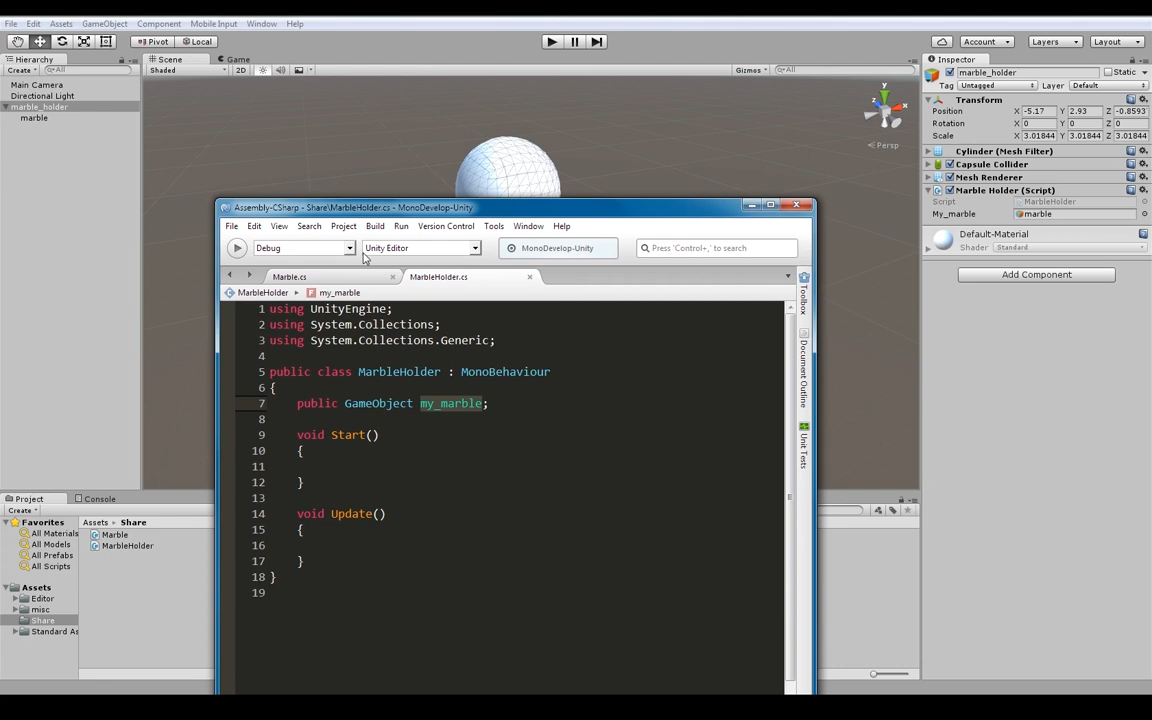 File Edit Assets GameObject Component Mobile Input Window Help
Pivot Local Account Layers Layout
Hierarchy
Create All
Main Camera
Directional Light
marble_holder
marble
Scene Game
Shaded 2D Gizmos All
y
x
z
Persp
Inspector
marble_holder Static
Tag Untagged Layer Default
Transform
Position X -5.17 Y 2.93 Z -0.8593
Rotation X 0 Y 0 Z 0
Scale X 3.01844 Y 3.01844 Z 3.01844
Cylinder (Mesh Filter)
Capsule Collider
Mesh Renderer
Marble Holder (Script)
Script MarbleHolder
My_marble marble
Default-Material
Shader Standard
Add Component
Assembly-CSharp - Share\MarbleHolder.cs - MonoDevelop-Unity
File Edit View Search Project Build Run Version Control Tools Window Help
Debug Unity Editor MonoDevelop-Unity Press 'Control+,' to search
Marble.cs MarbleHolder.cs
MarbleHolder my_marble
1 using UnityEngine;
2 using System.Collections;
3 using System.Collections.Generic;
4
5 public class MarbleHolder : MonoBehaviour
6 {
7 public GameObject my_marble;
8
9 void Start()
10 {
11
12 }
13
14 void Update()
15 {
16
17 }
18 }
19
Toolbox
Document Outline
Unit Tests
Project Console
Create
Favorites
All Materials
All Models
All Prefabs
All Scripts
Assets
Editor
misc
Share
Standard As
Assets Share
Marble
MarbleHolder